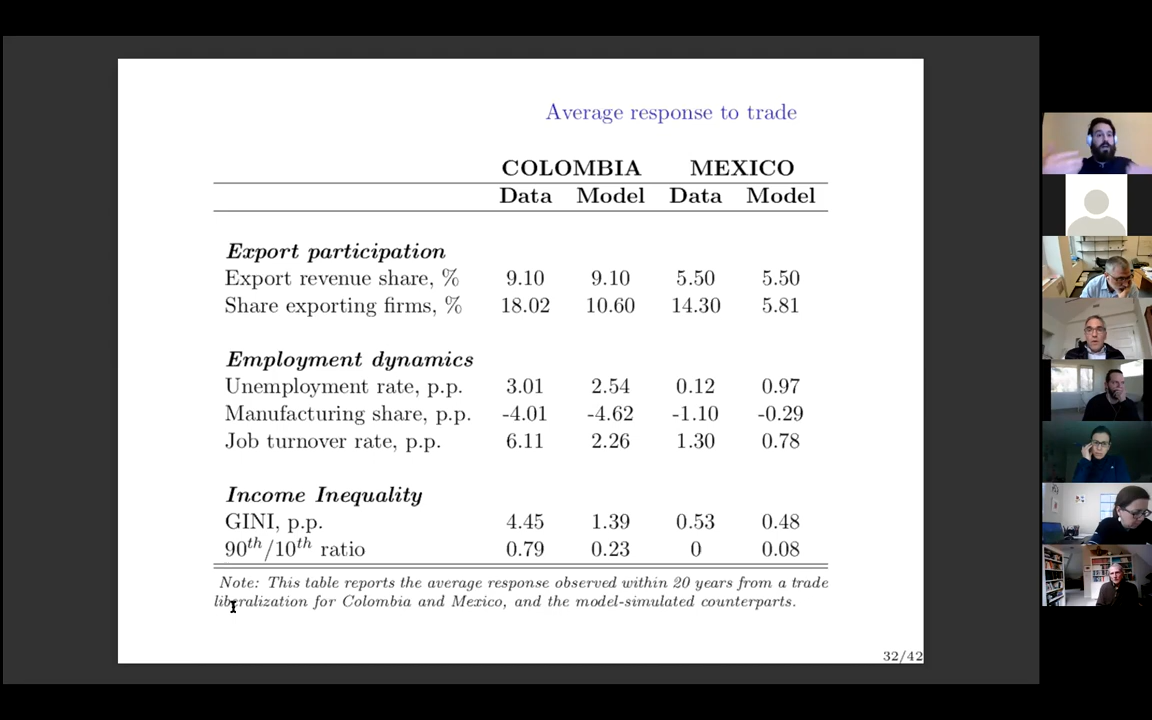 Average response to trade
COLOMBIA MEXICO
Data Model Data Model
Export participation
Export revenue share, % 9.10 9.10 5.50 5.50
Share exporting firms, % 18.02 10.60 14.30 5.81
Employment dynamics
Unemployment rate, p.p. 3.01 2.54 0.12 0.97
Manufacturing share, p.p. -4.01 -4.62 -1.10 -0.29
Job turnover rate, p.p. 6.11 2.26 1.30 0.78
Income Inequality
GINI, p.p. 4.45 1.39 0.53 0.48
90th/10th ratio 0.79 0.23 0 0.08
Note: This table reports the average response observed within 20 years from a trade
liberalization for Colombia and Mexico, and the model-simulated counterparts.
32/42